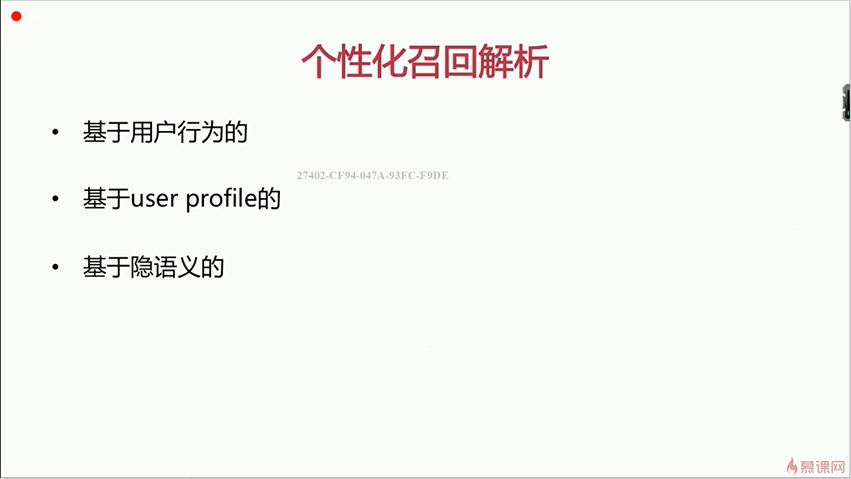 个性化召回解析
• 基于用户行为的
27402-CF94-047A-93FC-F9DE
• 基于user profile的
• 基于隐语义的
慕课网